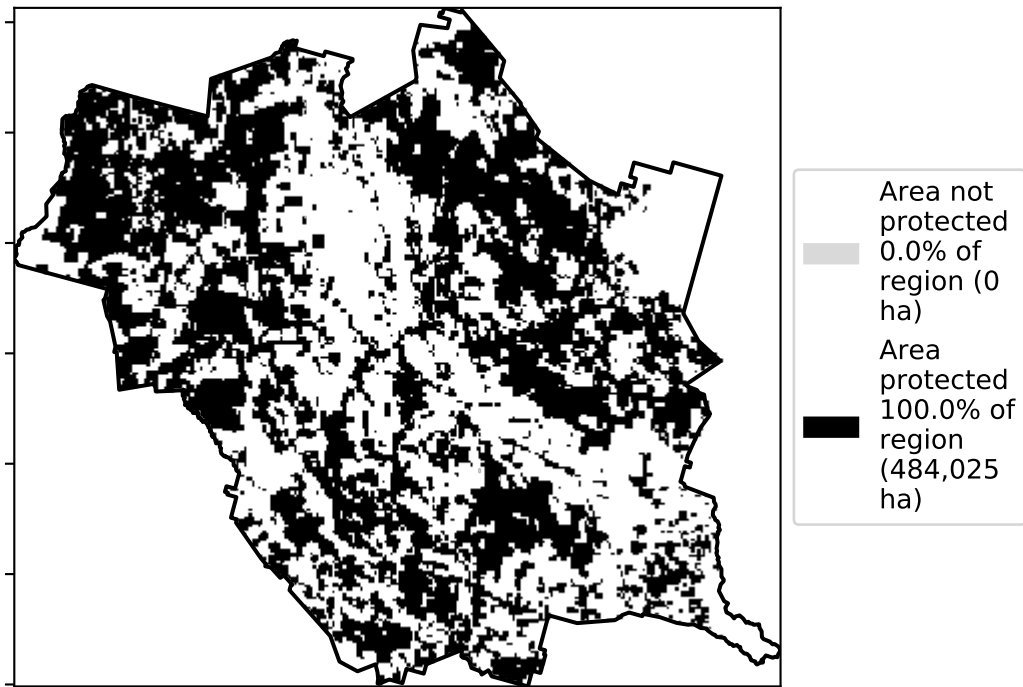 Area not
protected
0.0% of
region (0
ha)
Area
protected
100.0% of
region
(484,025
ha)